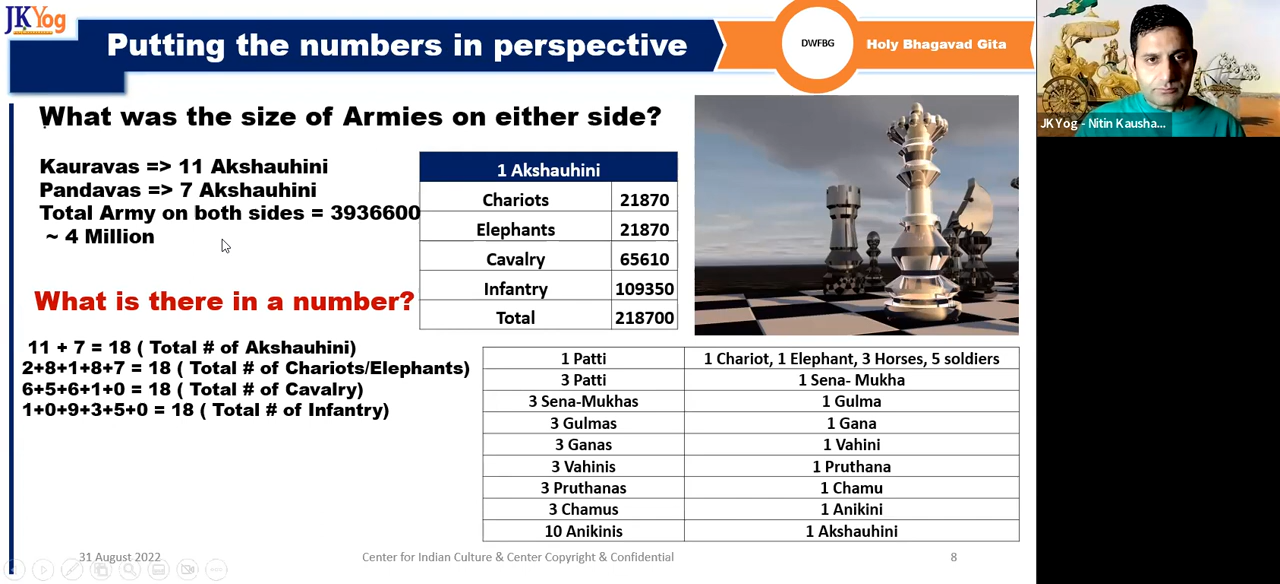 JKYog
Putting the numbers in perspective
DWFBG
Holy Bhagavad Gita
JKYog - Nitin Kausha...
What was the size of Armies on either side?
Kauravas => 11 Akshauhini
Pandavas => 7 Akshauhini
Total Army on both sides = 3936600
~ 4 Million
1 Akshauhini
Chariots 21870
Elephants 21870
Cavalry 65610
Infantry 109350
Total 218700
What is there in a number?
11 + 7 = 18 ( Total # of Akshauhini)
2+8+1+8+7 = 18 ( Total # of Chariots/Elephants)
6+5+6+1+0 = 18 ( Total # of Cavalry)
1+0+9+3+5+0 = 18 ( Total # of Infantry)
1 Patti 1 Chariot, 1 Elephant, 3 Horses, 5 soldiers
3 Patti 1 Sena- Mukha
3 Sena-Mukhas 1 Gulma
3 Gulmas 1 Gana
3 Ganas 1 Vahini
3 Vahinis 1 Pruthana
3 Pruthanas 1 Chamu
3 Chamus 1 Anikini
10 Anikinis 1 Akshauhini
31 August 2022
Center for Indian Culture & Center Copyright & Confidential
8